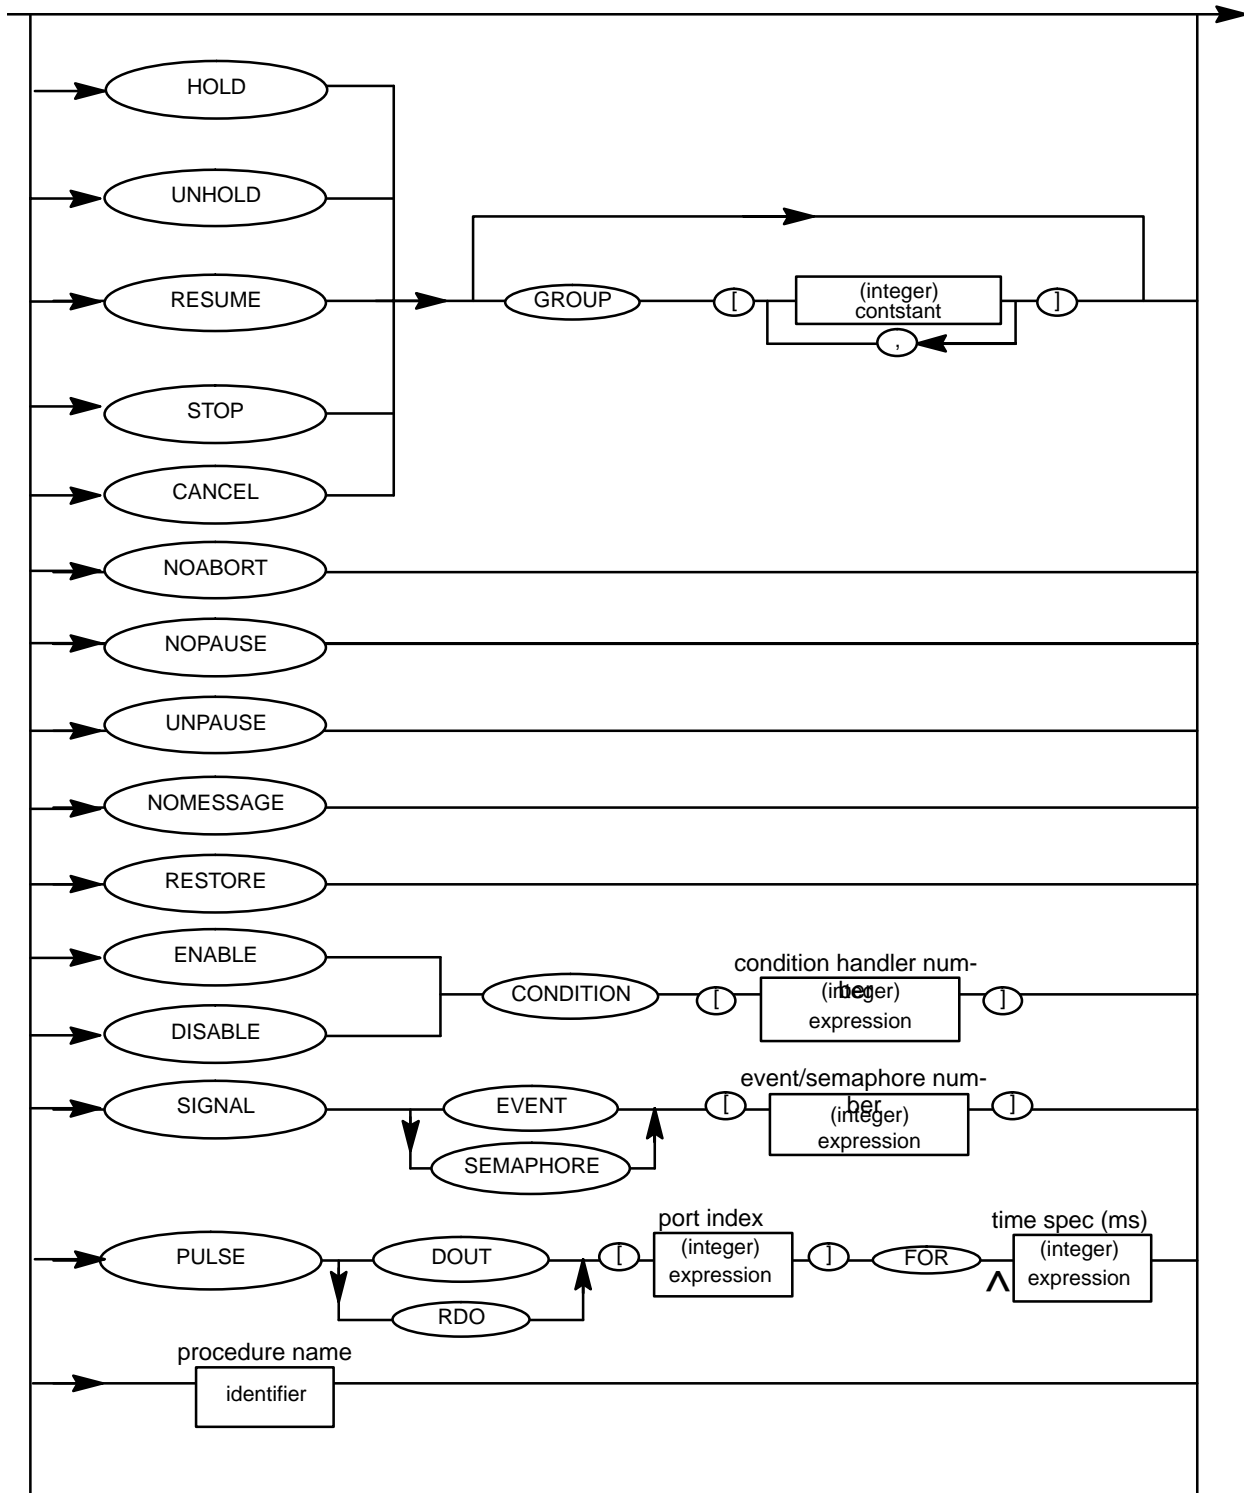 HOLD
UNHOLD
RESUME
GROUP
[
(integer)
contstant
]
,
STOP
CANCEL
NOABORT
NOPAUSE
UNPAUSE
NOMESSAGE
RESTORE
ENABLE
DISABLE
CONDITION
[
condition handler num-
ber
(integer)
expression
]
SIGNAL
EVENT
SEMAPHORE
[
event/semaphore num-
ber
(integer)
expression
]
PULSE
DOUT
RDO
[
port index
(integer)
expression
]
FOR
^
time spec (ms)
(integer)
expression
procedure name
identifier